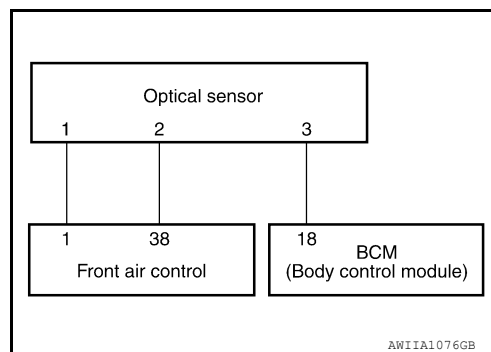 Optical sensor
1 2 3
1 38 18
Front air control
BCM
(Body control module)
AWIIA1076GB